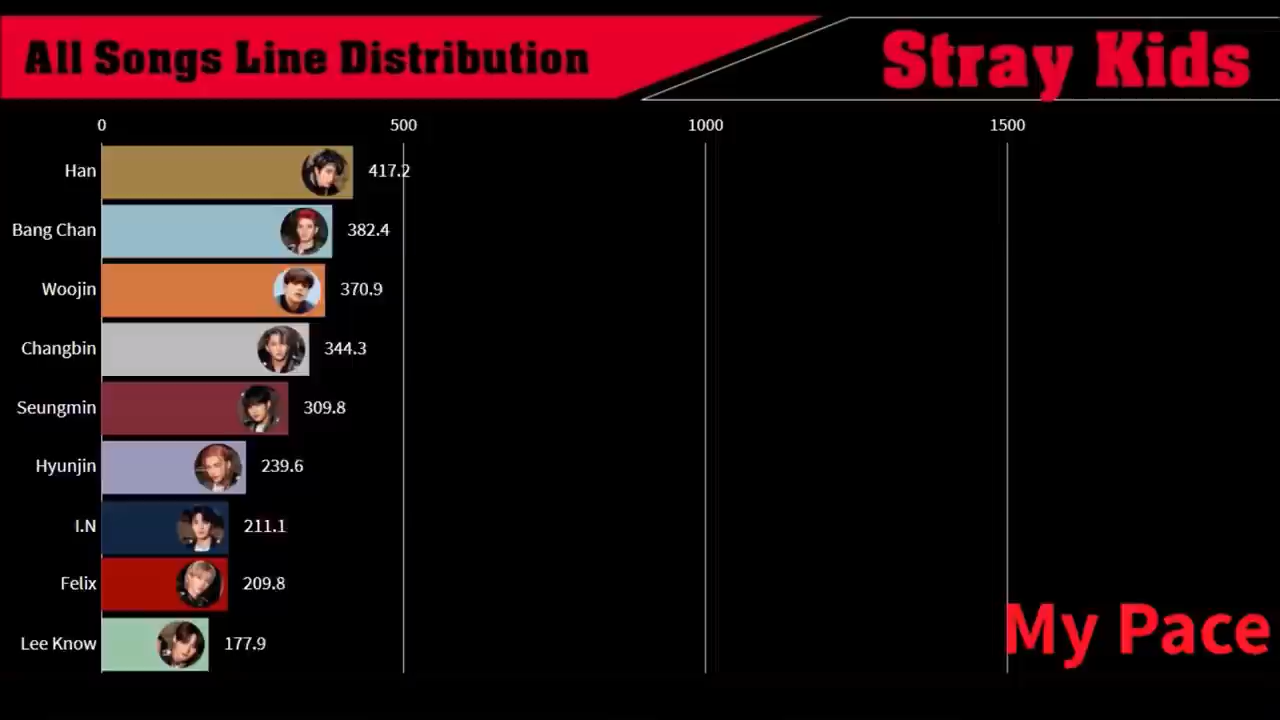 All Songs Line Distribution
Stray Kids
0 500 1000 1500
Han 417.2
Bang Chan 382.4
Woojin 370.9
Changbin 344.3
Seungmin 309.8
Hyunjin 239.6
I.N 211.1
Felix 209.8
Lee Know 177.9
My Pace